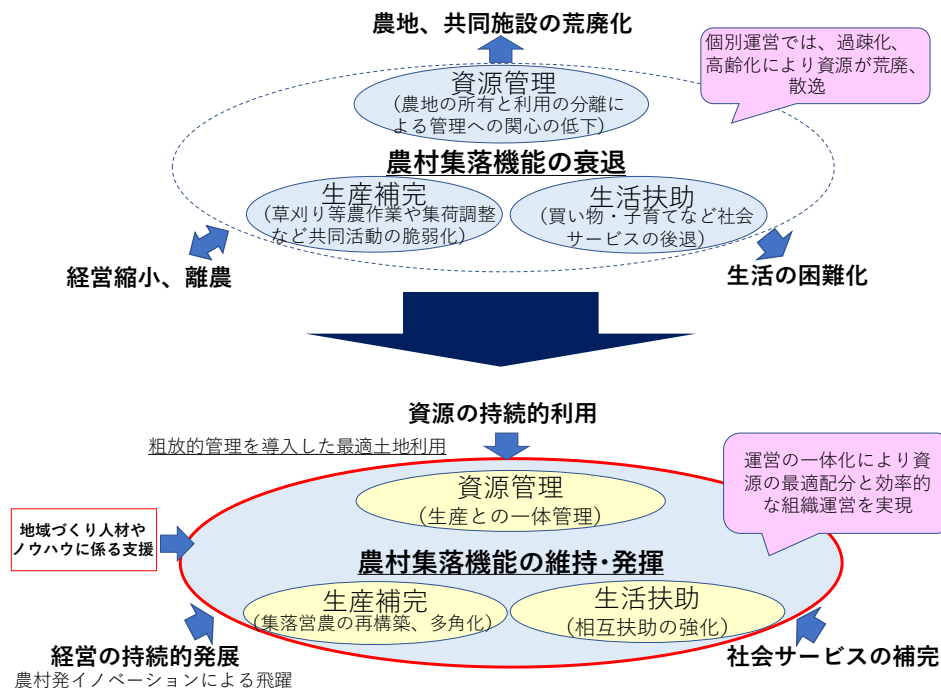 農地、共同施設の荒廃化
個別運営では、過疎化、
高齢化により資源が荒廃、
散逸
資源管理
（農地の所有と利用の分離に
よる管理への関心の低下）
農村集落機能の衰退
生産補完
（草刈り等農作業や集荷調整
など共同活動の脆弱化）
生活扶助
（買い物・子育てなど社会
サービスの後退）
経営縮小、離農
生活の困難化
資源の持続的利用
粗放的管理を導入した最適土地利用
運営の一体化により資
源の最適配分と効率的
な組織運営を実現
資源管理
（生産との一体管理）
地域づくり人材や
ノウハウに係る支援
農村集落機能の維持・発揮
生産補完
（集落営農の再構築、多角化）
生活扶助
（相互扶助の強化）
経営の持続的発展
農村発イノベーションによる飛躍
社会サービスの補完